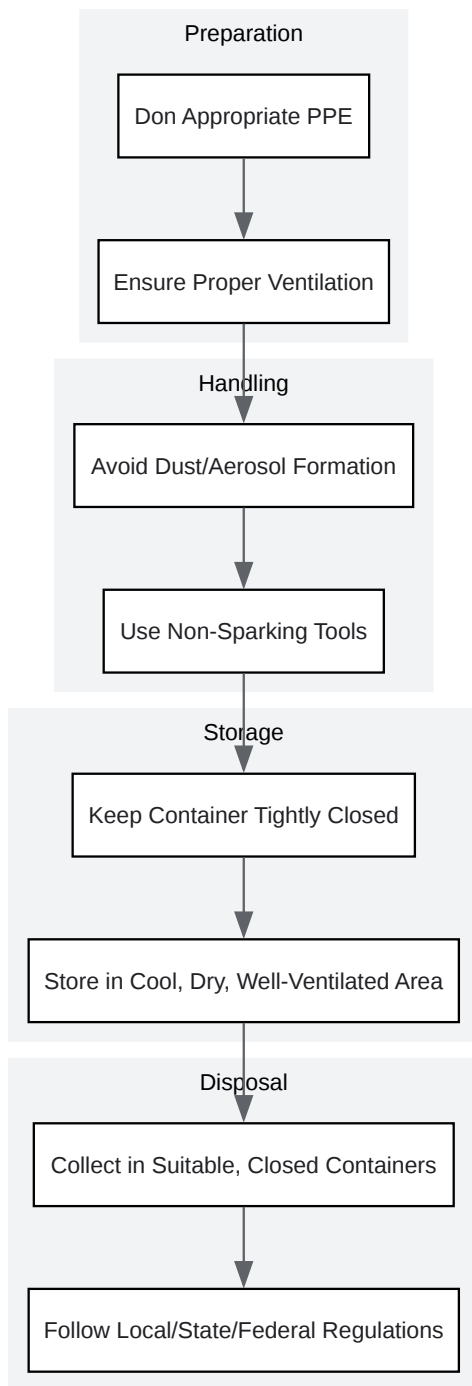 Preparation
Don Appropriate PPE
Ensure Proper Ventilation
Handling
Avoid Dust/Aerosol Formation
Use Non-Sparking Tools
Storage
Keep Container Tightly Closed
Store in Cool, Dry, Well-Ventilated Area
Disposal
Collect in Suitable, Closed Containers
Follow Local/State/Federal Regulations